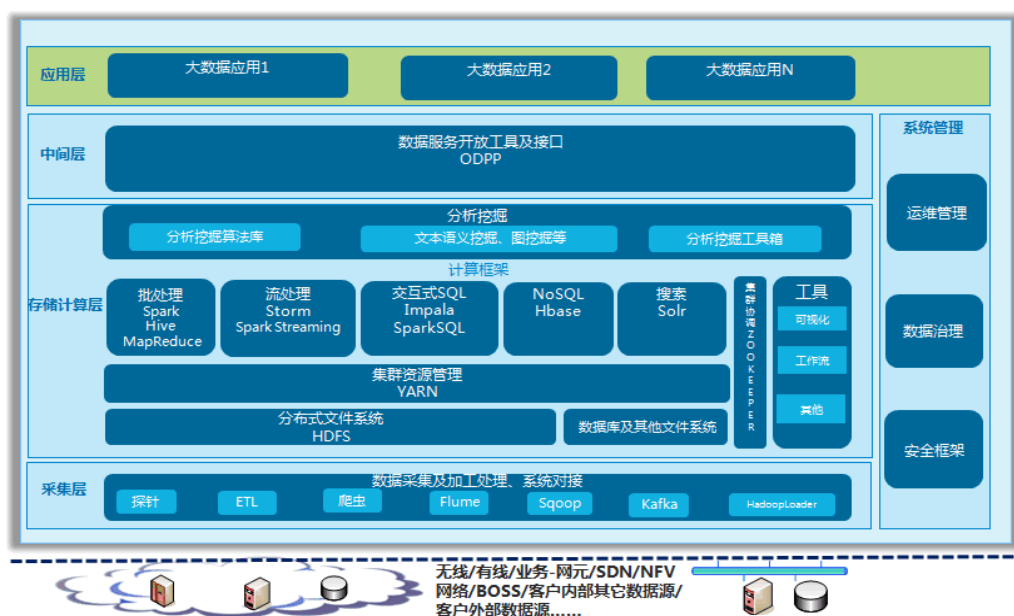 应用层
大数据应用1
大数据应用2
大数据应用N
中间层
数据服务开放工具及接口
ODPP
系统管理
运维管理
数据治理
安全框架
存储计算层
分析挖掘
分析挖掘算法库
文本语义挖掘、图挖掘等
分析挖掘工具箱
计算框架
批处理
Spark
Hive
MapReduce
流处理
Storm
Spark Streaming
交互式SQL
Impala
SparkSQL
NoSQL
Hbase
搜索
Solr
集群协调ZOOKEEPER
工具
可视化
工作流
其他
集群资源管理
YARN
分布式文件系统
HDFS
数据库及其他文件系统
采集层
数据采集及加工处理、系统对接
探针
ETL
爬虫
Flume
Sqoop
Kafka
HadoopLoader
无线/有线/业务-网元/SDN/NFV
网络/BOSS/客户内部其它数据源/
客户外部数据源......